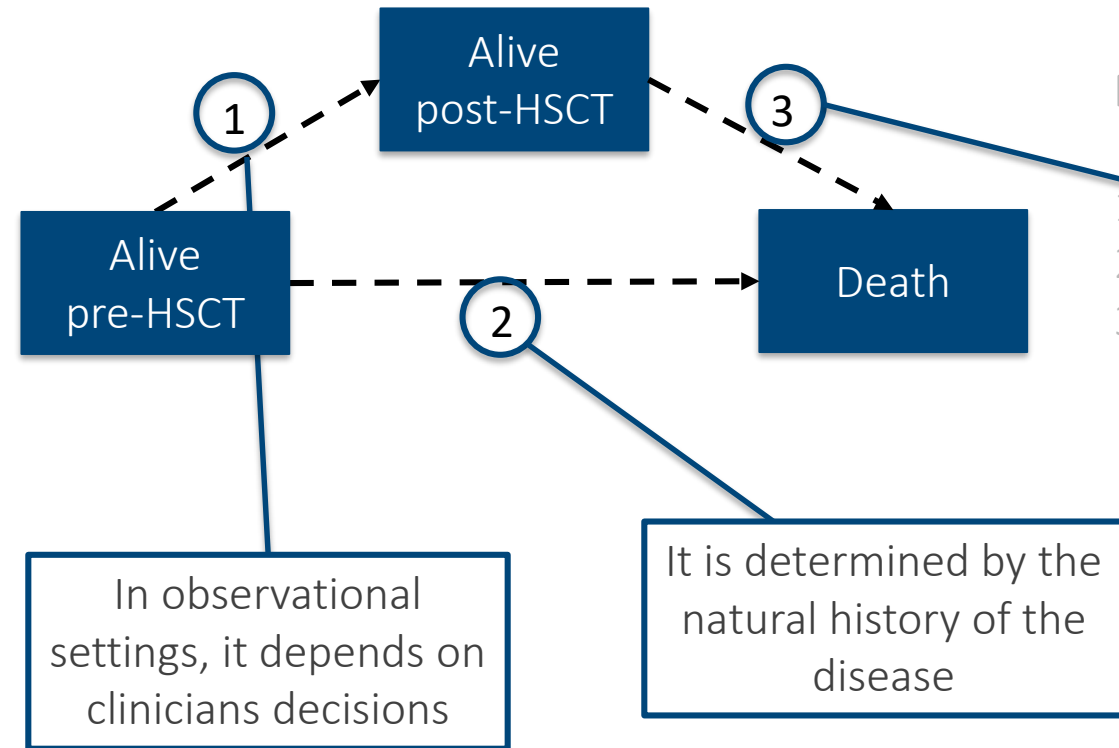 Alive
post-HSCT
1
3
Alive
pre-HSCT
Death
2
In observational
settings, it depends on
clinicians decisions
It is determined by the
natural history of the
disease